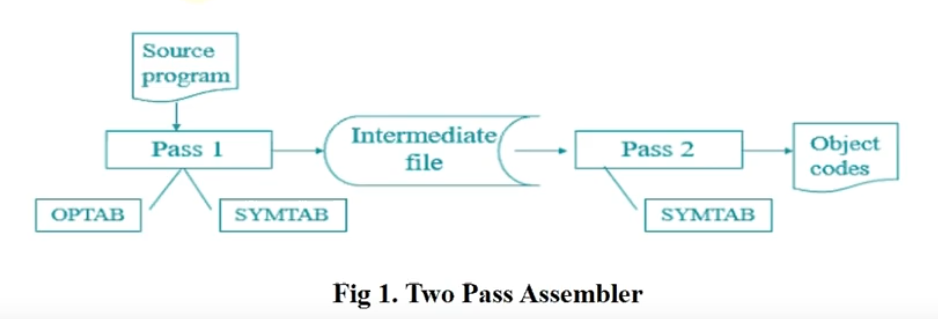 Source
program
Pass 1
Intermediate
file
Pass 2
Object
codes
OPTAB
SYMTAB
SYMTAB
Fig 1. Two Pass Assembler